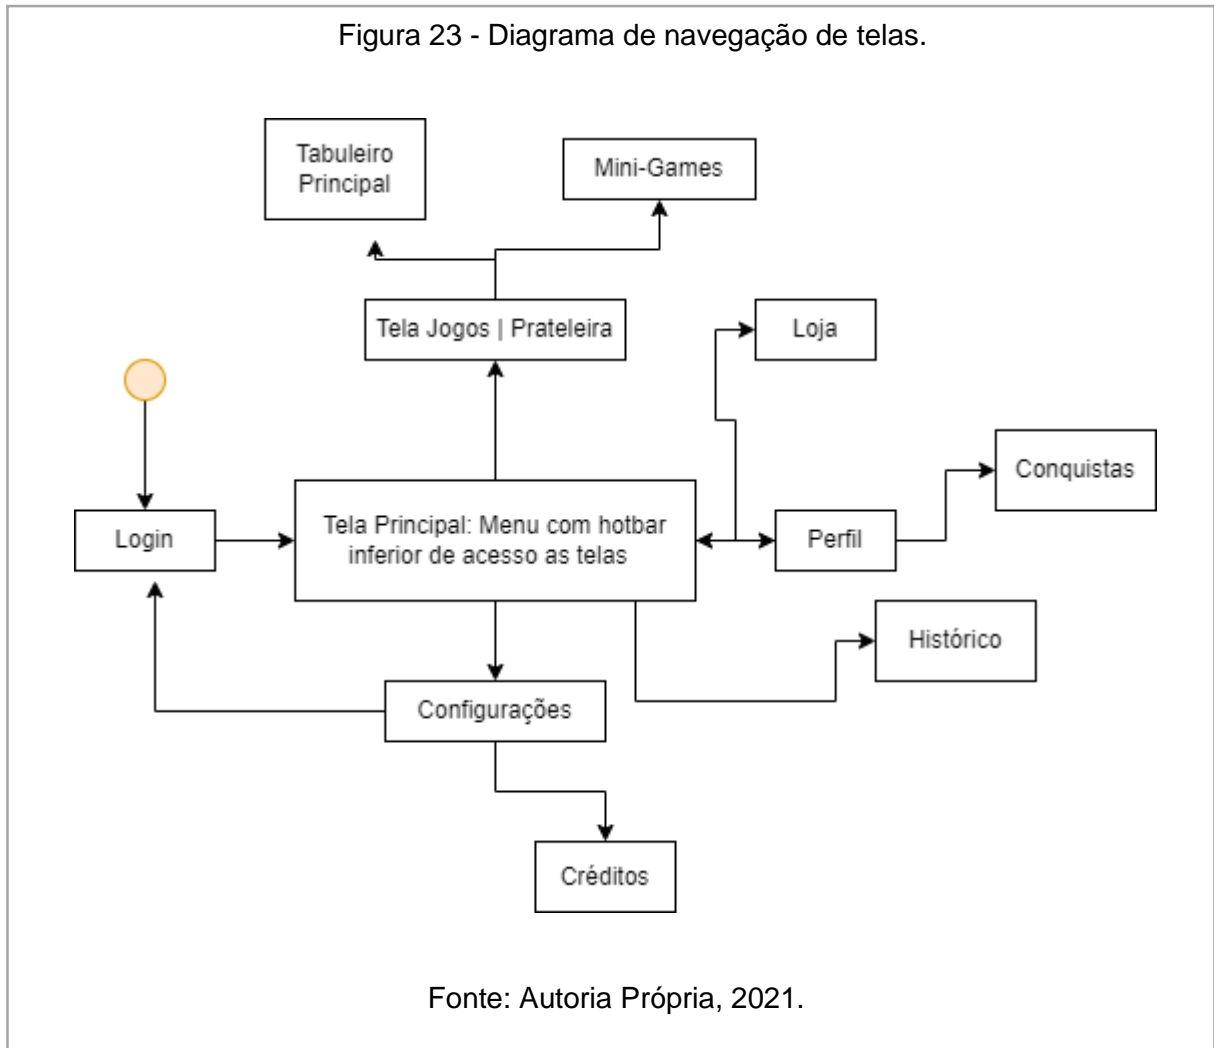 Figura 23 - Diagrama de navegação de telas.
Tabuleiro
Principal
Mini-Games
Tela Jogos | Prateleira
Loja
Conquistas
Login
Tela Principal: Menu com hotbar
inferior de acesso as telas
Perfil
Histórico
Configurações
Créditos
Fonte: Autoria Própria, 2021.